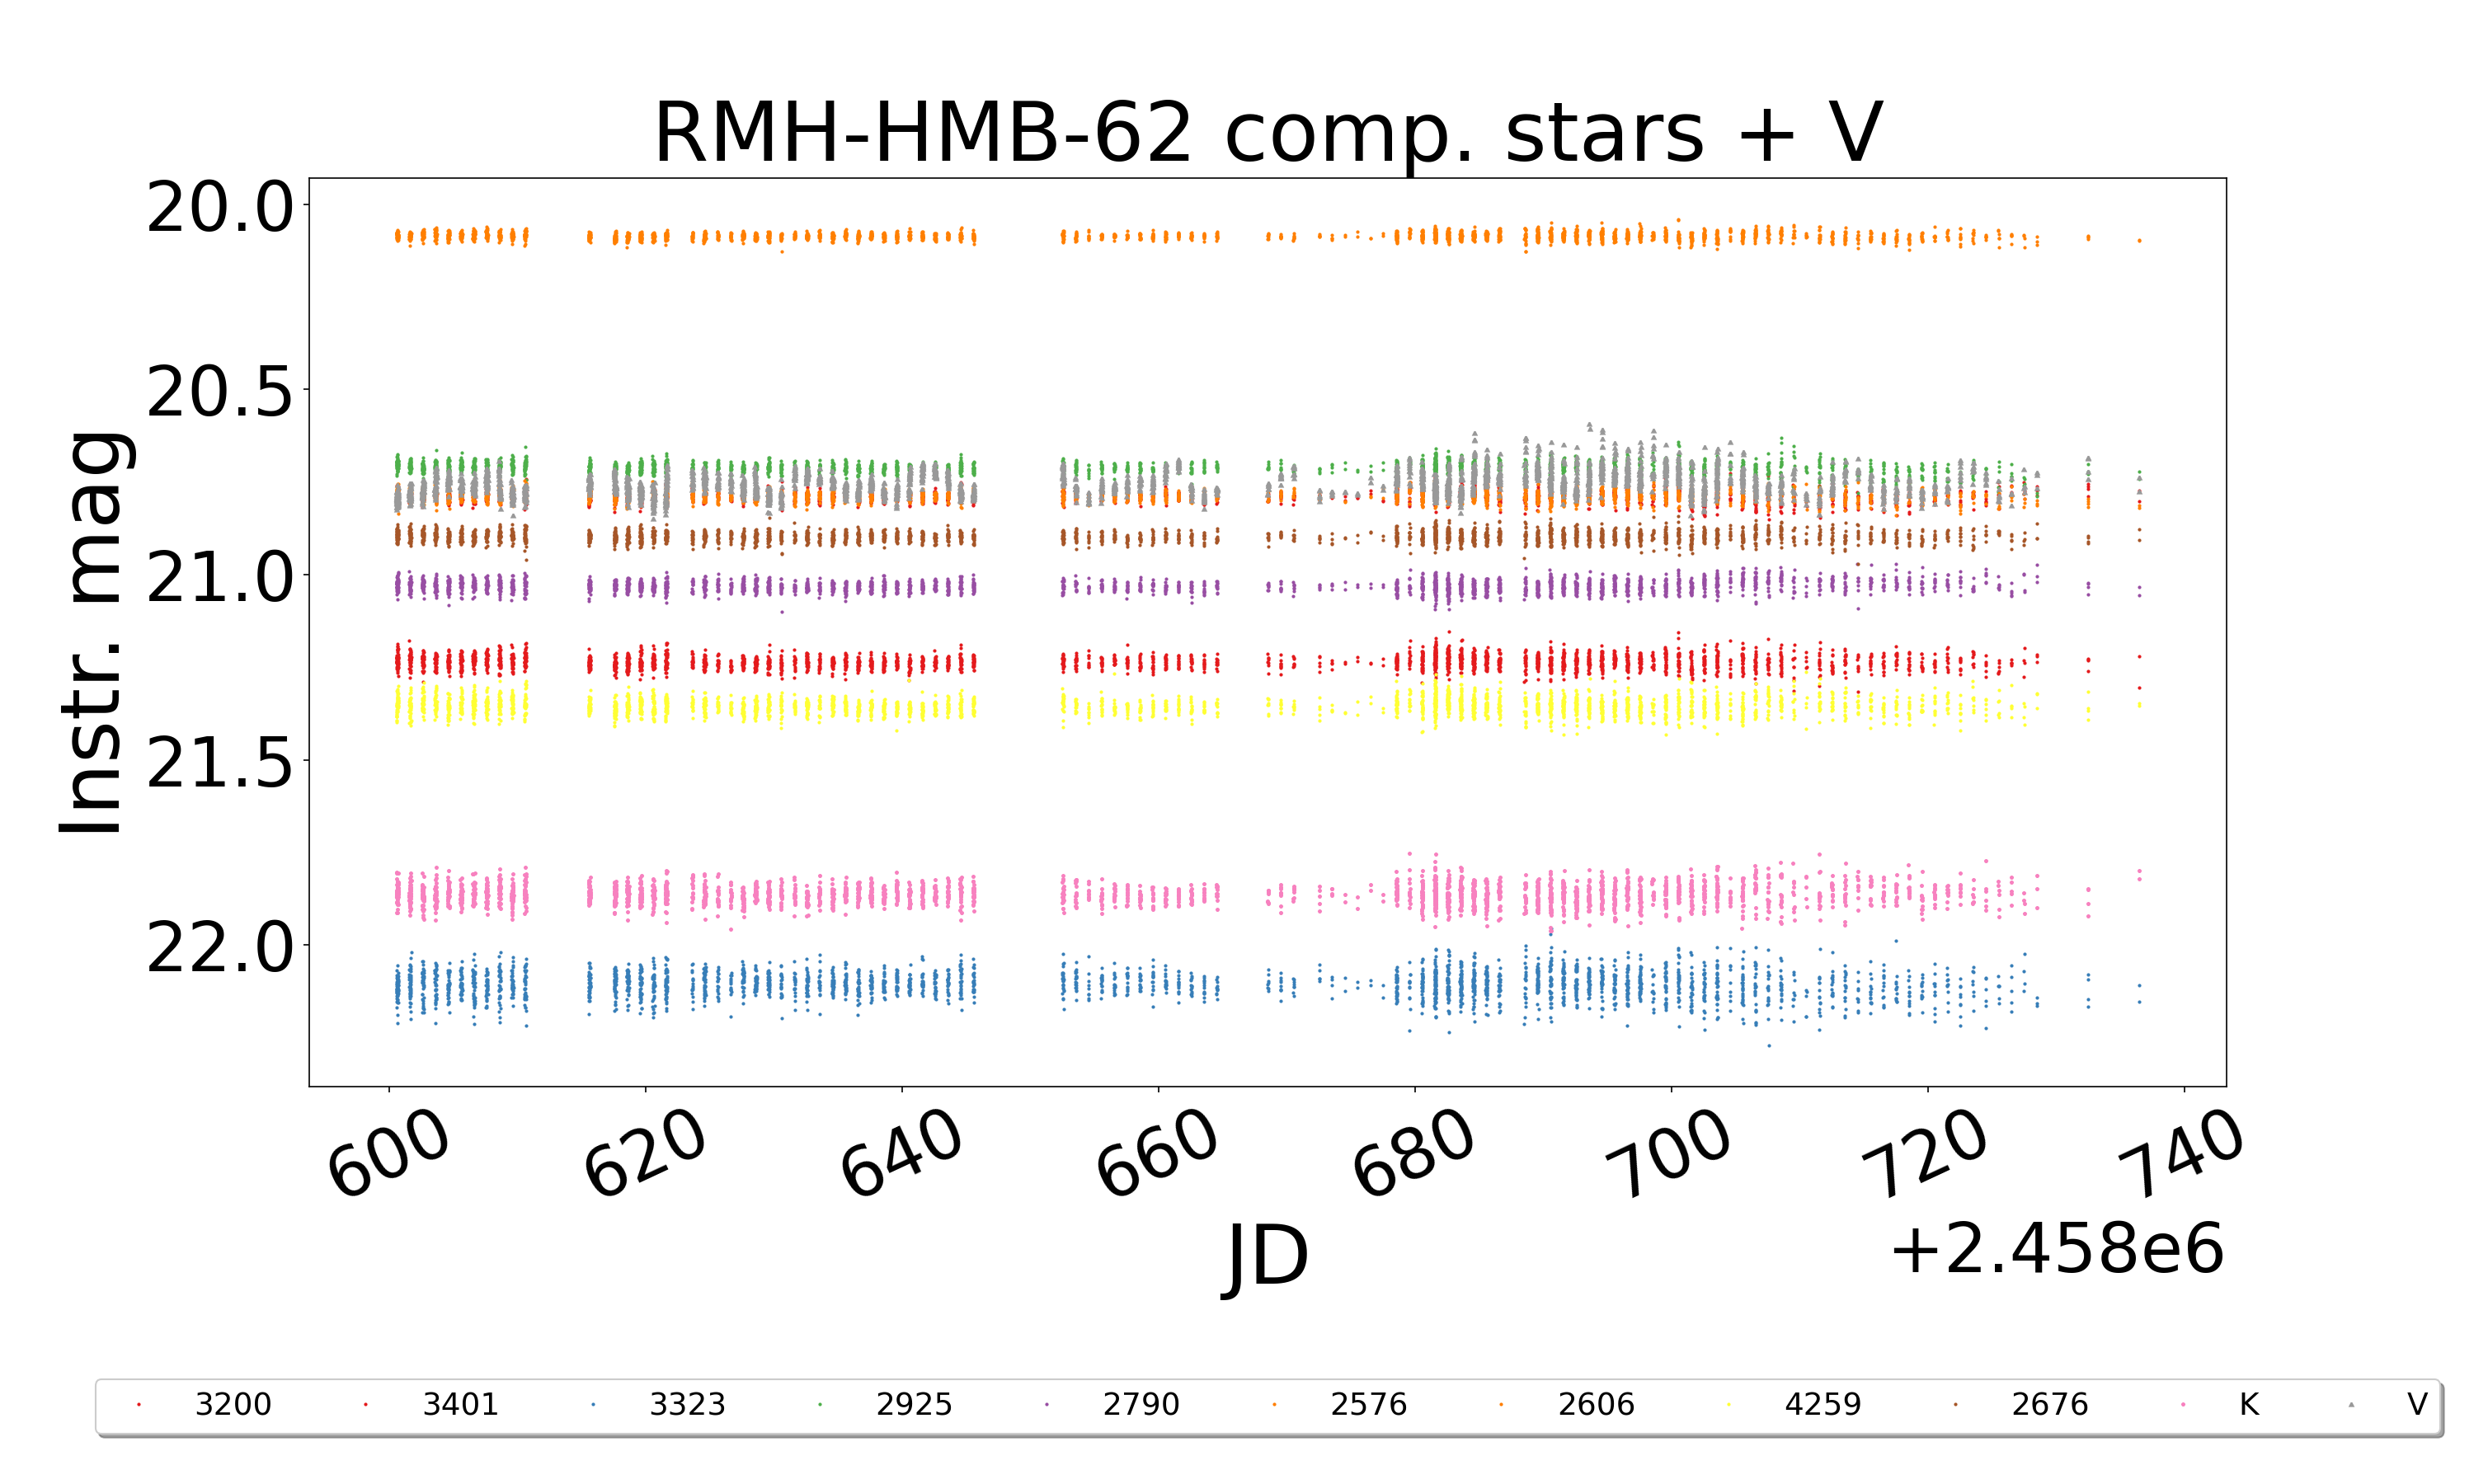 RMH-HMB-62 comp. stars + V
Instr. mag
20.0
20.5
21.0
21.5
22.0
600 620 640 660 680 700 720 740
JD
+2.458e6
3200 3401 3323 2925 2790 2576 2606 4259 2676 K V